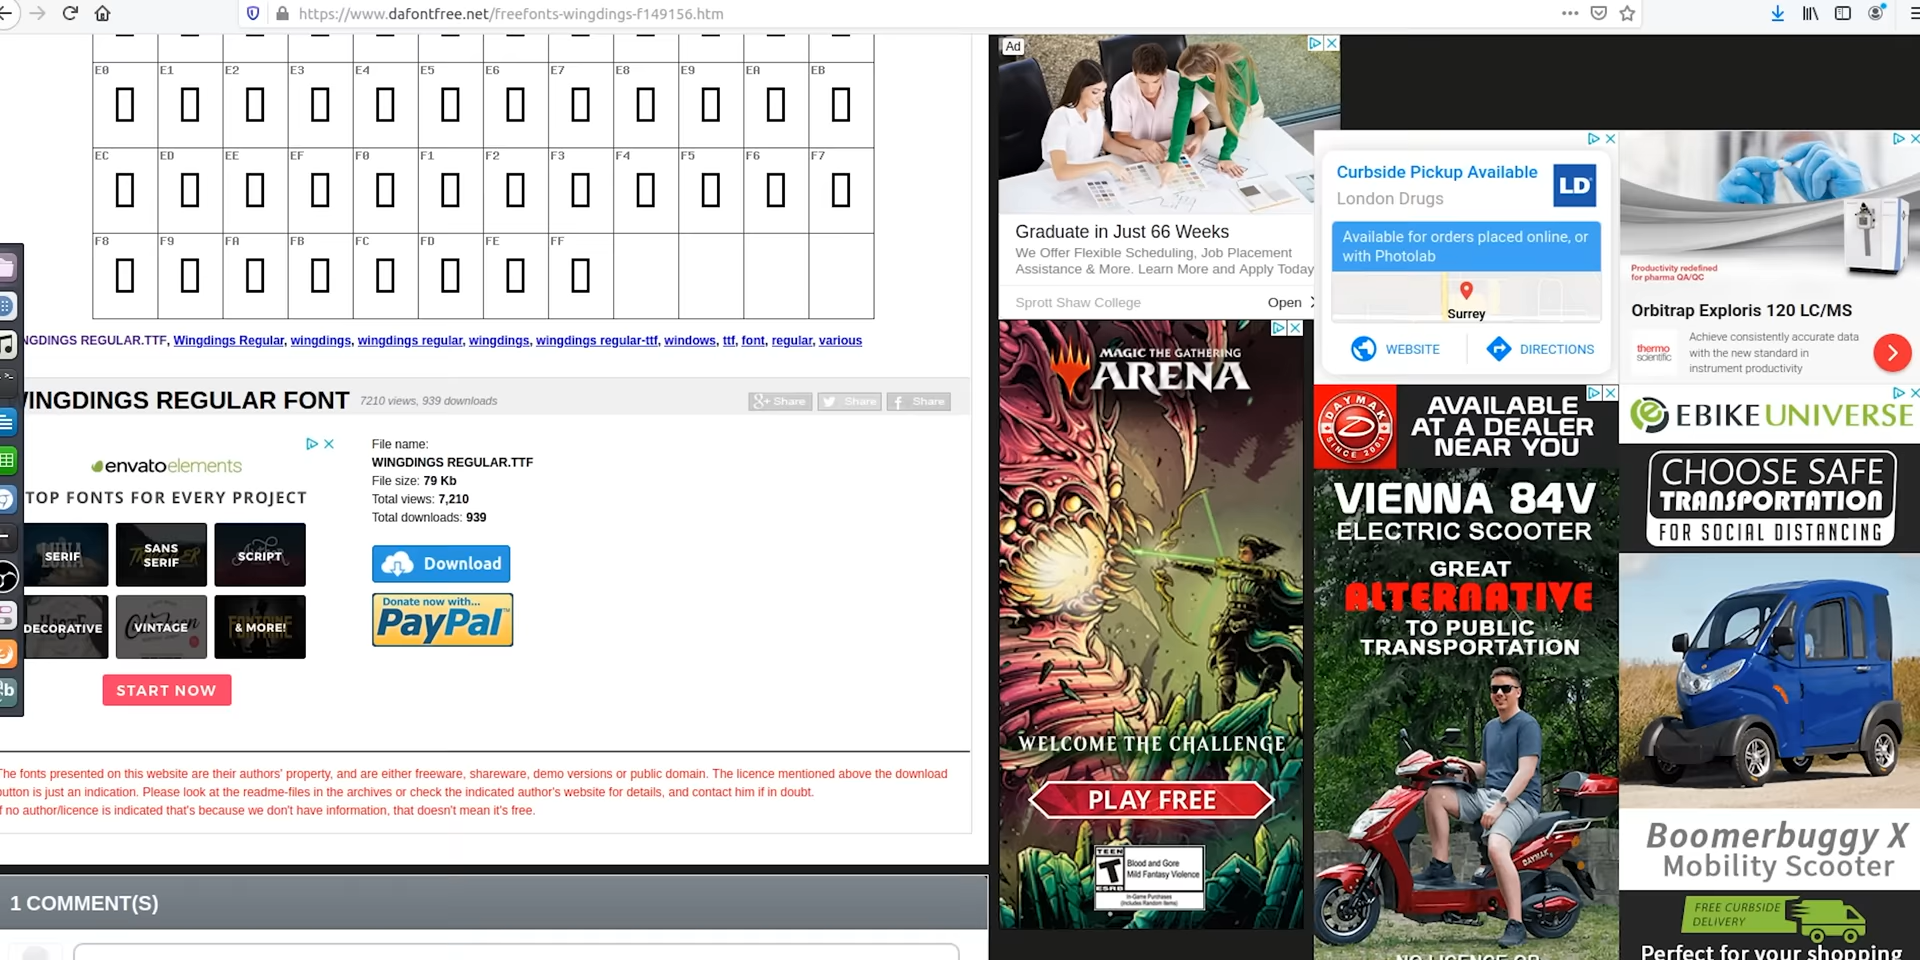 https://www.dafontfree.net/freefonts-wingdings-f149156.htm
E0 E1 E2 E3 E4 E5 E6 E7 E8 E9 EA EB
EC ED EE EF F0 F1 F2 F3 F4 F5 F6 F7
F8 F9 FA FB FC FD FE FF
NGDINGS REGULAR.TTF, Wingdings Regular, wingdings, wingdings regular, wingdings, wingdings regular-ttf, windows, ttf, font, regular, various
INGDINGS REGULAR FONT
7210 views, 939 downloads
g+ Share
Share
f Share
envatoelements
TOP FONTS FOR EVERY PROJECT
SERIF
SANS
SERIF
SCRIPT
DECORATIVE
VINTAGE
& MORE!
START NOW
File name:
WINGDINGS REGULAR.TTF
File size: 79 Kb
Total views: 7,210
Total downloads: 939
Download
Donate now with...
PayPal
The fonts presented on this website are their authors' property, and are either freeware, shareware, demo versions or public domain. The licence mentioned above the download
button is just an indication. Please look at the readme-files in the archives or check the indicated author's website for details, and contact him if in doubt.
If no author/licence is indicated that's because we don't have information, that doesn't mean it's free.
1 COMMENT(S)
Ad
Graduate in Just 66 Weeks
We Offer Flexible Scheduling, Job Placement
Assistance & More. Learn More and Apply Today
Sprott Shaw College
Open
MAGIC THE GATHERING
ARENA
WELCOME THE CHALLENGE
PLAY FREE
TEEN
T
ESRB
Blood and Gore
Mild Fantasy Violence
In-Game Purchases
(Includes Random Items)
Curbside Pickup Available
London Drugs
LD
Available for orders placed online, or
with Photolab
Surrey
WEBSITE
DIRECTIONS
DAYMAK
SINCE 2001
AVAILABLE
AT A DEALER
NEAR YOU
VIENNA 84V
ELECTRIC SCOOTER
GREAT
ALTERNATIVE
TO PUBLIC
TRANSPORTATION
DAYMAK
NO LICENCE OR
Productivity redefined
for pharma QA/QC
Orbitrap Exploris 120 LC/MS
thermo
scientific
Achieve consistently accurate data
with the new standard in
instrument productivity
EBIKE UNIVERSE
CHOOSE SAFE
TRANSPORTATION
FOR SOCIAL DISTANCING
Boomerbuggy X
Mobility Scooter
FREE CURBSIDE
DELIVERY
Perfect for your shopping